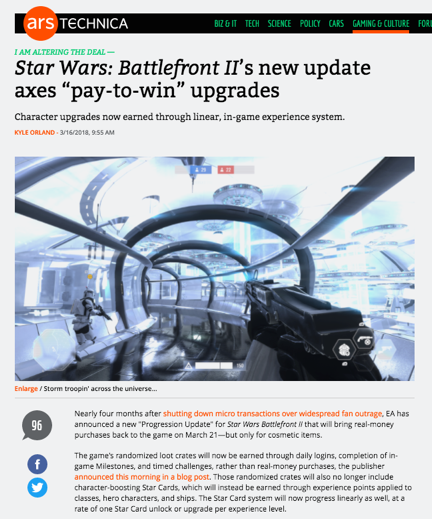 ars TECHNICA
BIZ & IT TECH SCIENCE POLICY CARS GAMING & CULTURE FORU
I AM ALTERING THE DEAL —
Star Wars: Battlefront II's new update
axes “pay-to-win” upgrades
Character upgrades now earned through linear, in-game experience system.
KYLE ORLAND - 3/16/2018, 9:55 AM
Enlarge / Storm troopin' across the universe...
96
Nearly four months after shutting down micro transactions over widespread fan outrage, EA has
announced a new “Progression Update” for Star Wars Battlefront II that will bring real-money
purchases back to the game on March 21—but only for cosmetic items.
The game's randomized loot crates will now be earned through daily logins, completion of in-
game Milestones, and timed challenges, rather than real-money purchases, the publisher
announced this morning in a blog post. Those randomized crates will also no longer include
character-boosting Star Cards, which will instead be earned through experience points applied to
classes, hero characters, and ships. The Star Card system will now progress linearly as well, at a
rate of one Star Card unlock or upgrade per experience level.